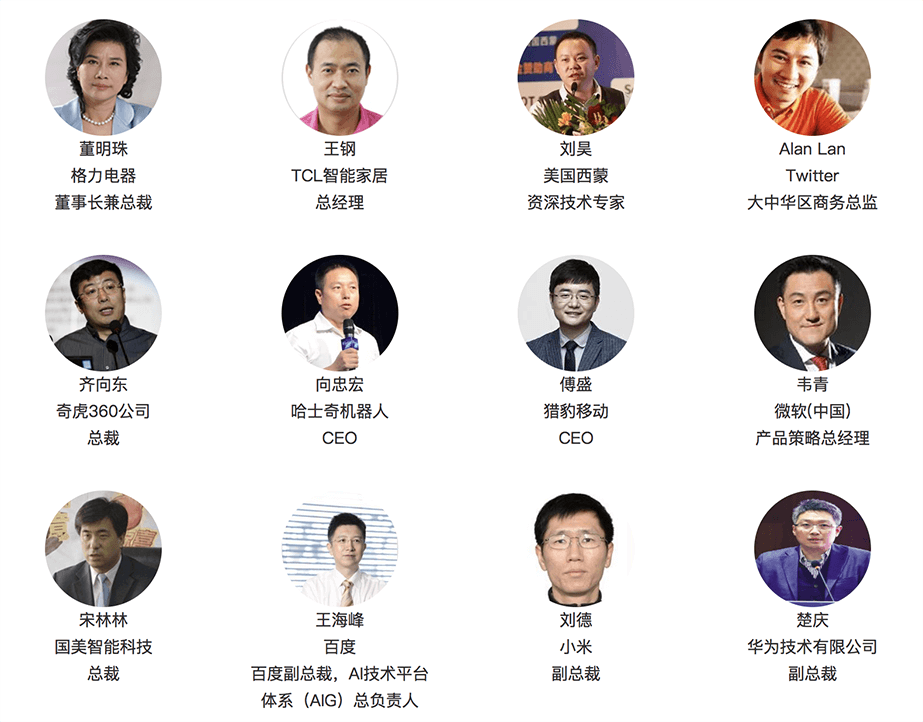 董明珠
格力电器
董事长兼总裁
王钢
TCL智能家居
总经理
刘昊
美国西蒙
资深技术专家
Alan Lan
Twitter
大中华区商务总监
齐向东
奇虎360公司
总裁
向忠宏
哈士奇机器人
CEO
傅盛
猎豹移动
CEO
韦青
微软(中国)
产品策略总经理
宋林林
国美智能科技
总裁
王海峰
百度
百度副总裁，AI技术平台
体系（AIG）总负责人
刘德
小米
副总裁
楚庆
华为技术有限公司
副总裁